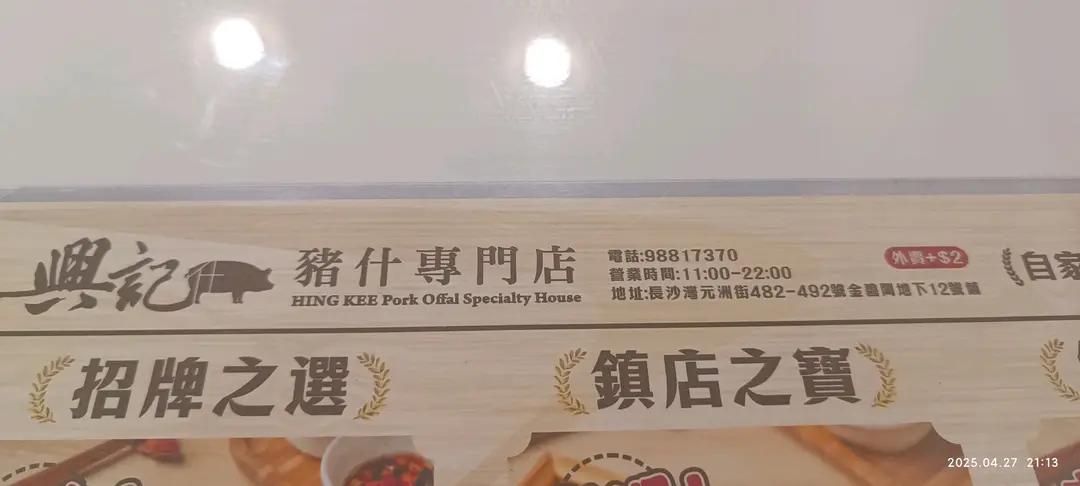 興記
豬什專門店
HING KEE Pork Offal Specialty House
電話:98817370
營業時間:11:00-22:00
地址:長沙灣元洲街482-492號金碧閣地下12號舖
外賣+$2
自家
招牌之選
鎮店之寶
2025.04.27 21:13